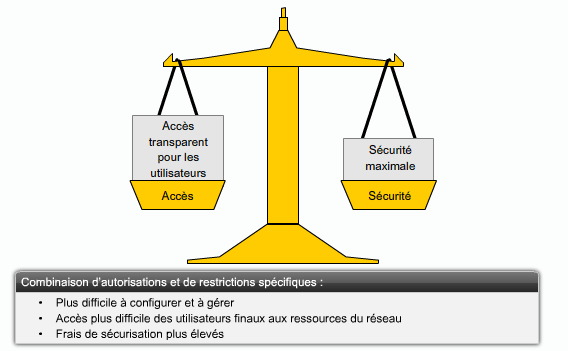 Accès
transparent
pour les
utilisateurs
Accès
Sécurité
maximale
Sécurité
Combinaison d'autorisations et de restrictions spécifiques :
• Plus difficile à configurer et à gérer
• Accès plus difficile des utilisateurs finaux aux ressources du réseau
• Frais de sécurisation plus élevés